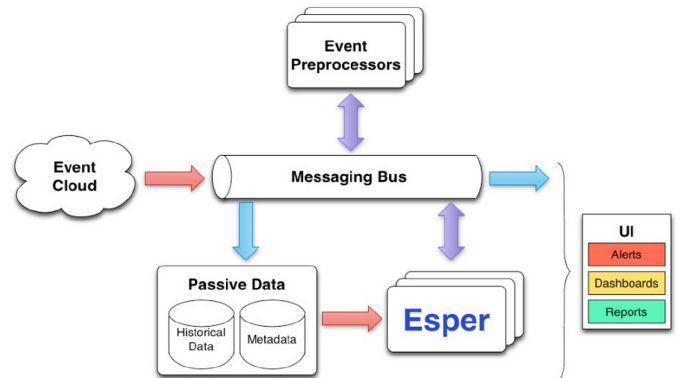 Event
Preprocessors
Event
Cloud
Messaging Bus
UI
Alerts
Dashboards
Reports
Passive Data
Historical
Data
Metadata
Esper